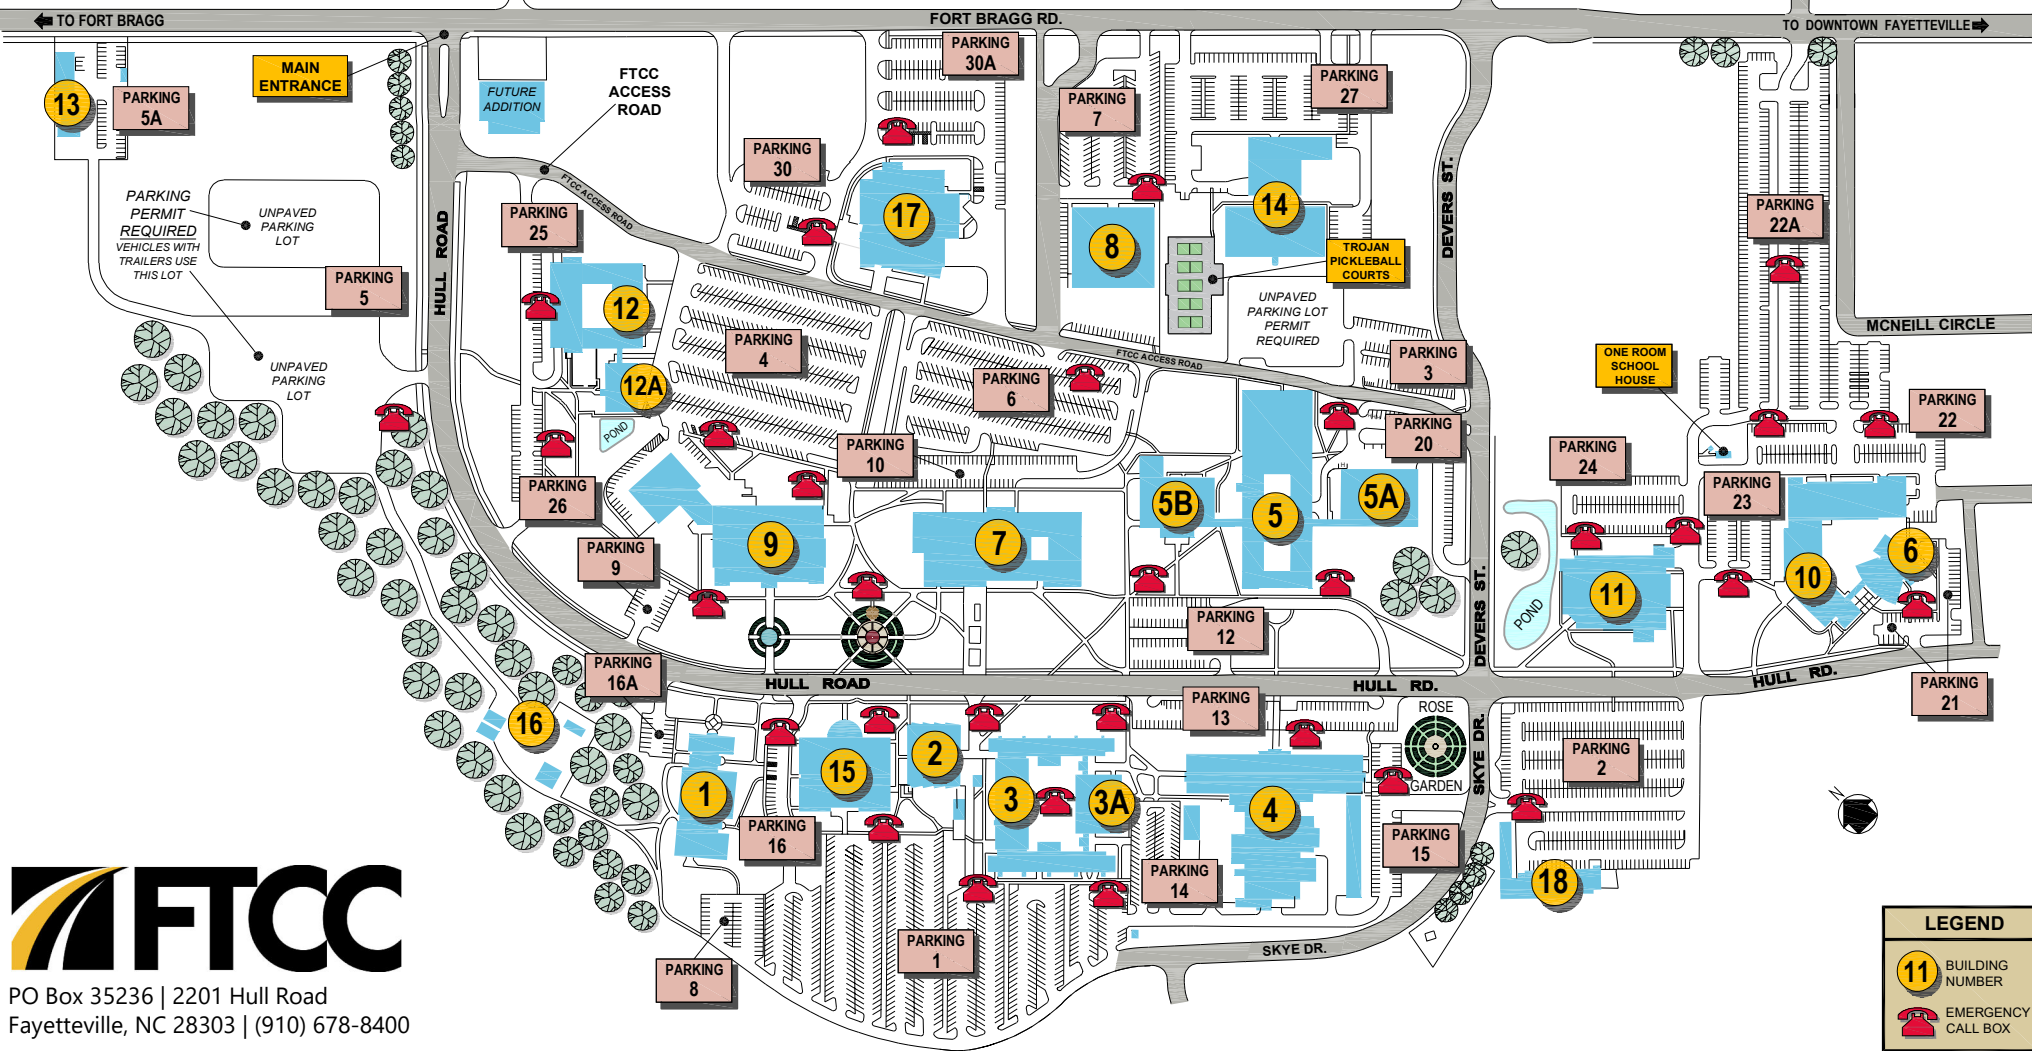 TO FORT BRAGG
FORT BRAGG RD.
TO DOWNTOWN FAYETTEVILLE
MAIN
ENTRANCE
13
PARKING
5A
FUTURE
ADDITION
FTCC
ACCESS
ROAD
PARKING
30A
PARKING
7
PARKING
27
PARKING
30
PARKING
PERMIT
REQUIRED
VEHICLES WITH
TRAILERS USE
THIS LOT
UNPAVED
PARKING
LOT
PARKING
5
UNPAVED
PARKING
LOT
HULL ROAD
FTCC ACCESS ROAD
PARKING
25
17
8
14
TROJAN
PICKLEBALL
COURTS
DEVERS ST.
PARKING
22A
12
UNPAVED
PARKING LOT
PERMIT
REQUIRED
MCNEILL CIRCLE
PARKING
4
FTCC ACCESS ROAD
PARKING
3
ONE ROOM
SCHOOL
HOUSE
12A
PARKING
6
POND
PARKING
10
PARKING
20
PARKING
22
PARKING
24
PARKING
26
PARKING
23
5B
5
5A
9
7
PARKING
9
6
10
11
POND
PARKING
12
DEVERS ST.
PARKING
16A
HULL ROAD
HULL RD.
HULL RD.
PARKING
21
PARKING
13
ROSE
GARDEN
SKYE DR.
16
2
15
1
3
3A
4
PARKING
2
PARKING
16
PARKING
15
PARKING
14
18
PARKING
1
PARKING
8
SKYE DR.
N
FTCC
PO Box 35236 | 2201 Hull Road
Fayetteville, NC 28303 | (910) 678-8400
LEGEND
11
BUILDING
NUMBER
EMERGENCY
CALL BOX